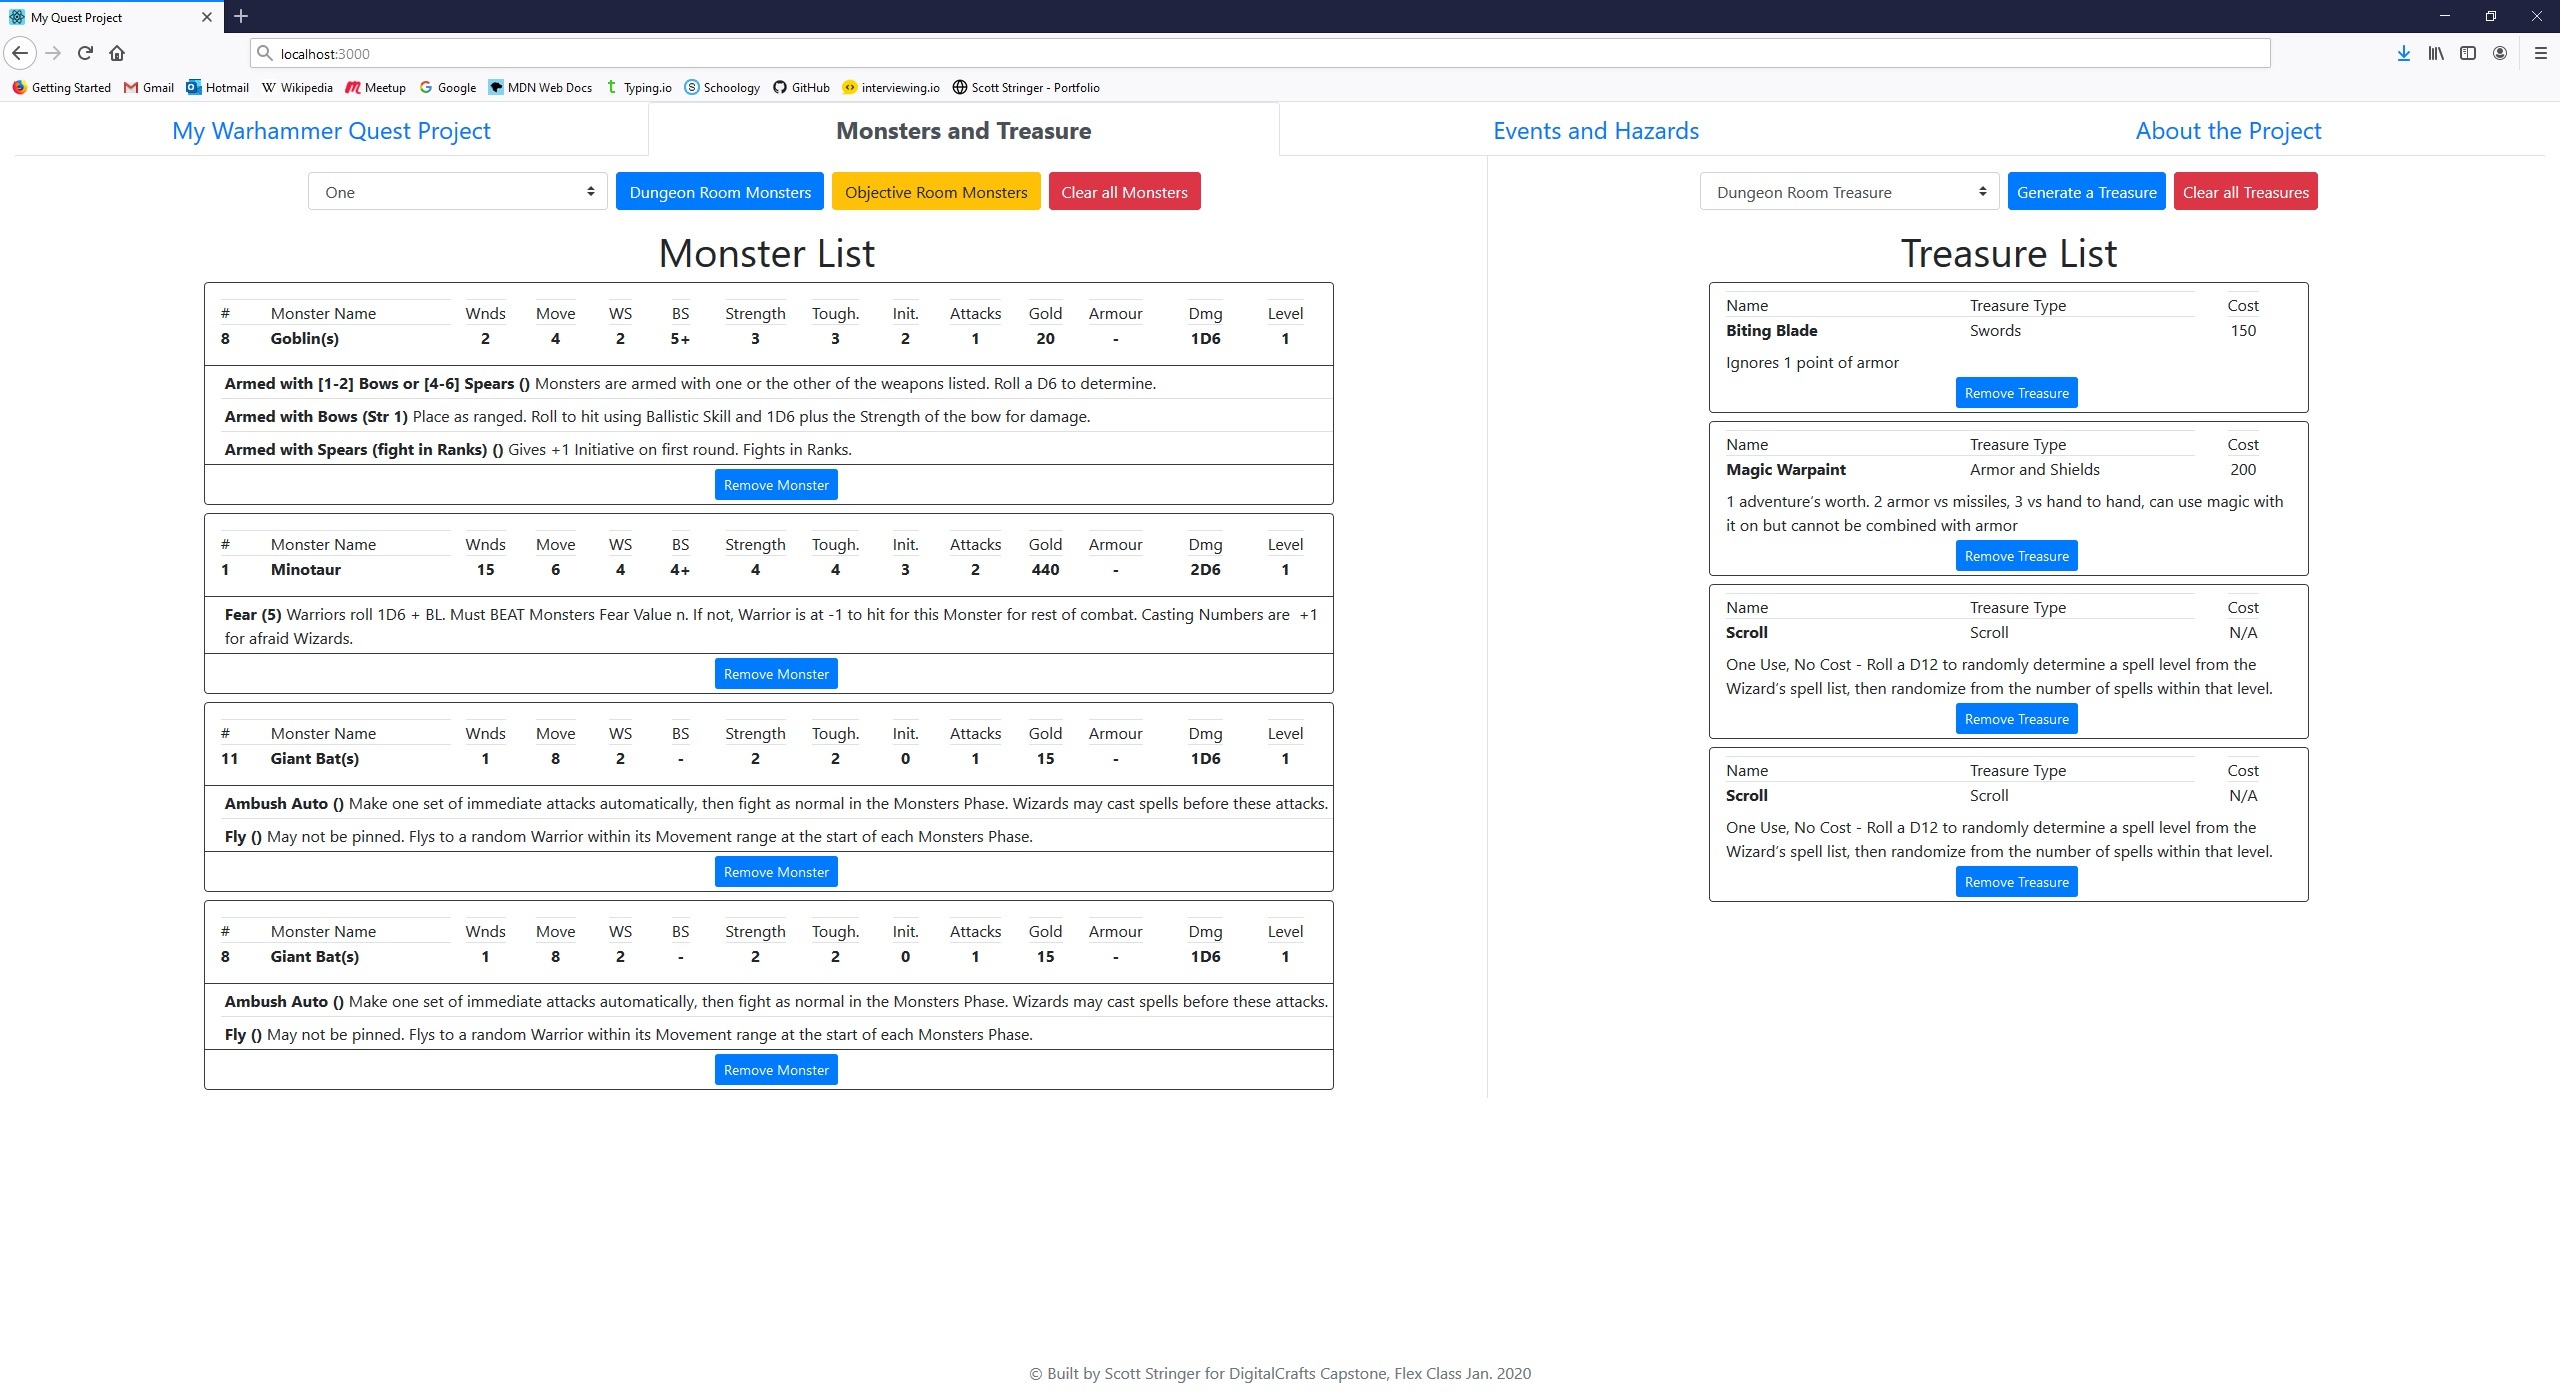 My Quest Project
localhost:3000
Getting Started Gmail Hotmail Wikipedia Meetup Google MDN Web Docs Typing.io Schoology GitHub interviewing.io Scott Stringer - Portfolio
My Warhammer Quest Project Monsters and Treasure Events and Hazards About the Project
One Dungeon Room Monsters Objective Room Monsters Clear all Monsters
Monster List
# Monster Name Wnds Move WS BS Strength Tough. Init. Attacks Gold Armour Dmg Level
8 Goblin(s) 2 4 2 5+ 3 3 2 1 20 - 1D6 1
Armed with [1-2] Bows or [4-6] Spears () Monsters are armed with one or the other of the weapons listed. Roll a D6 to determine.
Armed with Bows (Str 1) Place as ranged. Roll to hit using Ballistic Skill and 1D6 plus the Strength of the bow for damage.
Armed with Spears (fight in Ranks) () Gives +1 Initiative on first round. Fights in Ranks.
Remove Monster
# Monster Name Wnds Move WS BS Strength Tough. Init. Attacks Gold Armour Dmg Level
1 Minotaur 15 6 4 4+ 4 4 3 2 440 - 2D6 1
Fear (5) Warriors roll 1D6 + BL. Must BEAT Monsters Fear Value n. If not, Warrior is at -1 to hit for this Monster for rest of combat. Casting Numbers are +1
for afraid Wizards.
Remove Monster
# Monster Name Wnds Move WS BS Strength Tough. Init. Attacks Gold Armour Dmg Level
11 Giant Bat(s) 1 8 2 - 2 2 0 1 15 - 1D6 1
Ambush Auto () Make one set of immediate attacks automatically, then fight as normal in the Monsters Phase. Wizards may cast spells before these attacks.
Fly () May not be pinned. Flys to a random Warrior within its Movement range at the start of each Monsters Phase.
Remove Monster
# Monster Name Wnds Move WS BS Strength Tough. Init. Attacks Gold Armour Dmg Level
8 Giant Bat(s) 1 8 2 - 2 2 0 1 15 - 1D6 1
Ambush Auto () Make one set of immediate attacks automatically, then fight as normal in the Monsters Phase. Wizards may cast spells before these attacks.
Fly () May not be pinned. Flys to a random Warrior within its Movement range at the start of each Monsters Phase.
Remove Monster
Dungeon Room Treasure Generate a Treasure Clear all Treasures
Treasure List
Name Treasure Type Cost
Biting Blade Swords 150
Ignores 1 point of armor
Remove Treasure
Name Treasure Type Cost
Magic Warpaint Armor and Shields 200
1 adventure's worth. 2 armor vs missiles, 3 vs hand to hand, can use magic with
it on but cannot be combined with armor
Remove Treasure
Name Treasure Type Cost
Scroll Scroll N/A
One Use, No Cost - Roll a D12 to randomly determine a spell level from the
Wizard's spell list, then randomize from the number of spells within that level.
Remove Treasure
Name Treasure Type Cost
Scroll Scroll N/A
One Use, No Cost - Roll a D12 to randomly determine a spell level from the
Wizard's spell list, then randomize from the number of spells within that level.
Remove Treasure
© Built by Scott Stringer for DigitalCrafts Capstone, Flex Class Jan. 2020